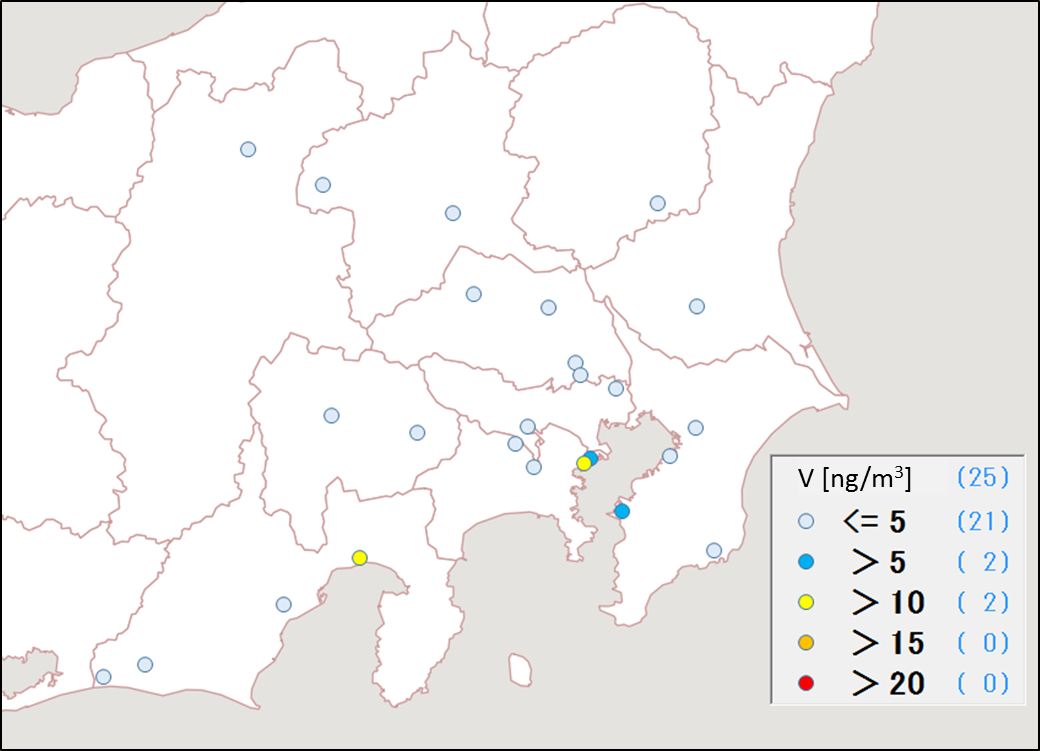 V [ng/m³] (25)
<= 5 (21)
> 5 ( 2)
> 10 ( 2)
> 15 ( 0)
> 20 ( 0)